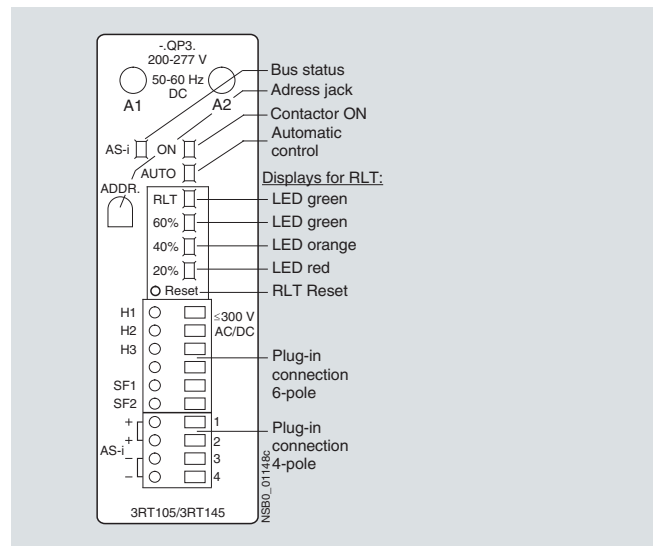 -.QP3.
200-277 V
50-60 Hz
DC
A1
A2
Bus status
Adress jack
Contactor ON
Automatic
control
AS-i
ON
AUTO
ADDR.
Displays for RLT:
RLT
LED green
60%
LED green
40%
LED orange
20%
LED red
Reset
RLT Reset
H1
≤300 V
H2
AC/DC
H3
Plug-in
connection
6-pole
SF1
SF2
+ 1
+ 2
AS-i
– 3
– 4
Plug-in
connection
4-pole
3RT105/3RT145
NSB0_01148c